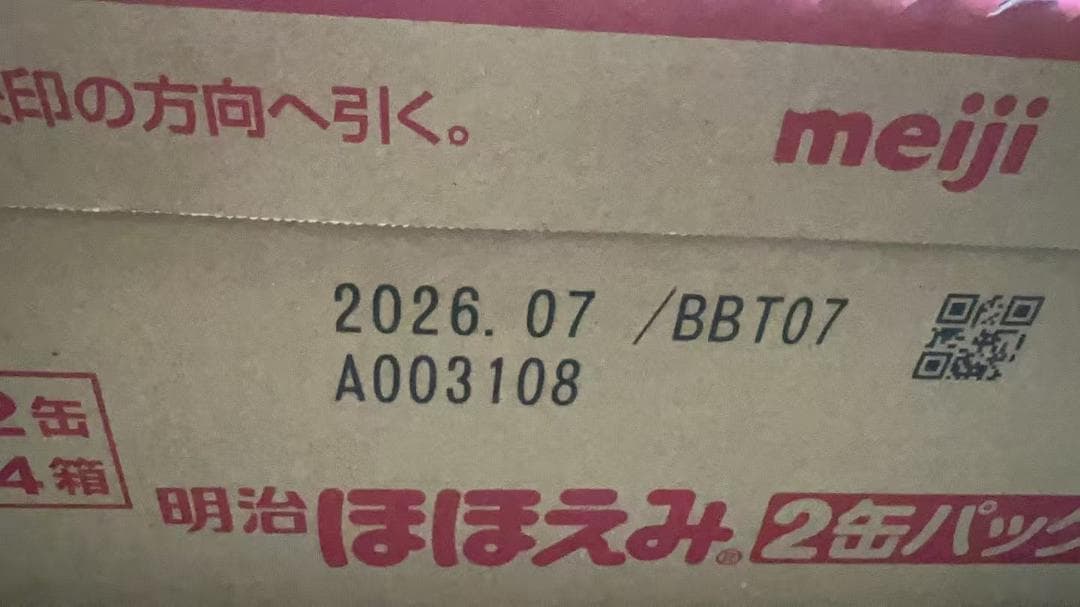 印の方向へ引く。
meiji
2026.07 /BBT07
A003108
2缶
4箱
明治ほほえみ® 2缶パック